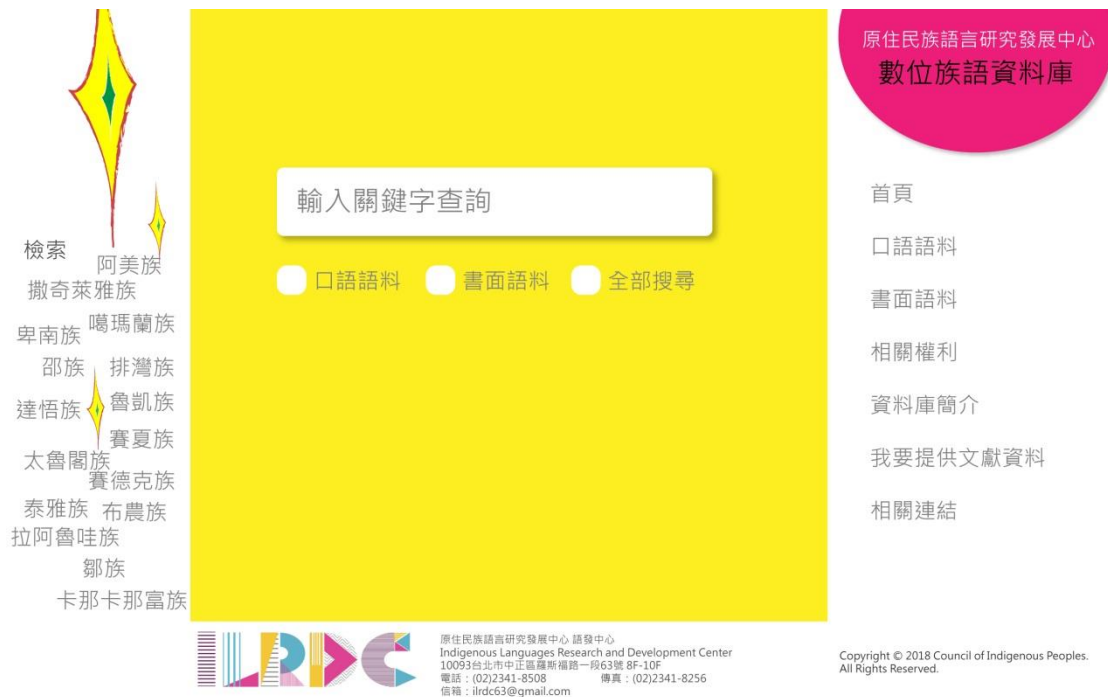 檢索
阿美族
撒奇萊雅族
噶瑪蘭族
卑南族
邵族
排灣族
達悟族
魯凱族
賽夏族
太魯閣族
賽德克族
泰雅族
布農族
拉阿魯哇族
鄒族
卡那卡那富族
輸入關鍵字查詢
口語語料 書面語料 全部搜尋
原住民族語言研究發展中心
數位族語資料庫
首頁
口語語料
書面語料
相關權利
資料庫簡介
我要提供文獻資料
相關連結
ILRDC
原住民族語言研究發展中心 語發中心
Indigenous Languages Research and Development Center
10093台北市中正區羅斯福路一段63號 8F-10F
電話：(02)2341-8508 傳真：(02)2341-8256
信箱：ilrdc63@gmail.com
Copyright © 2018 Council of Indigenous Peoples.
All Rights Reserved.